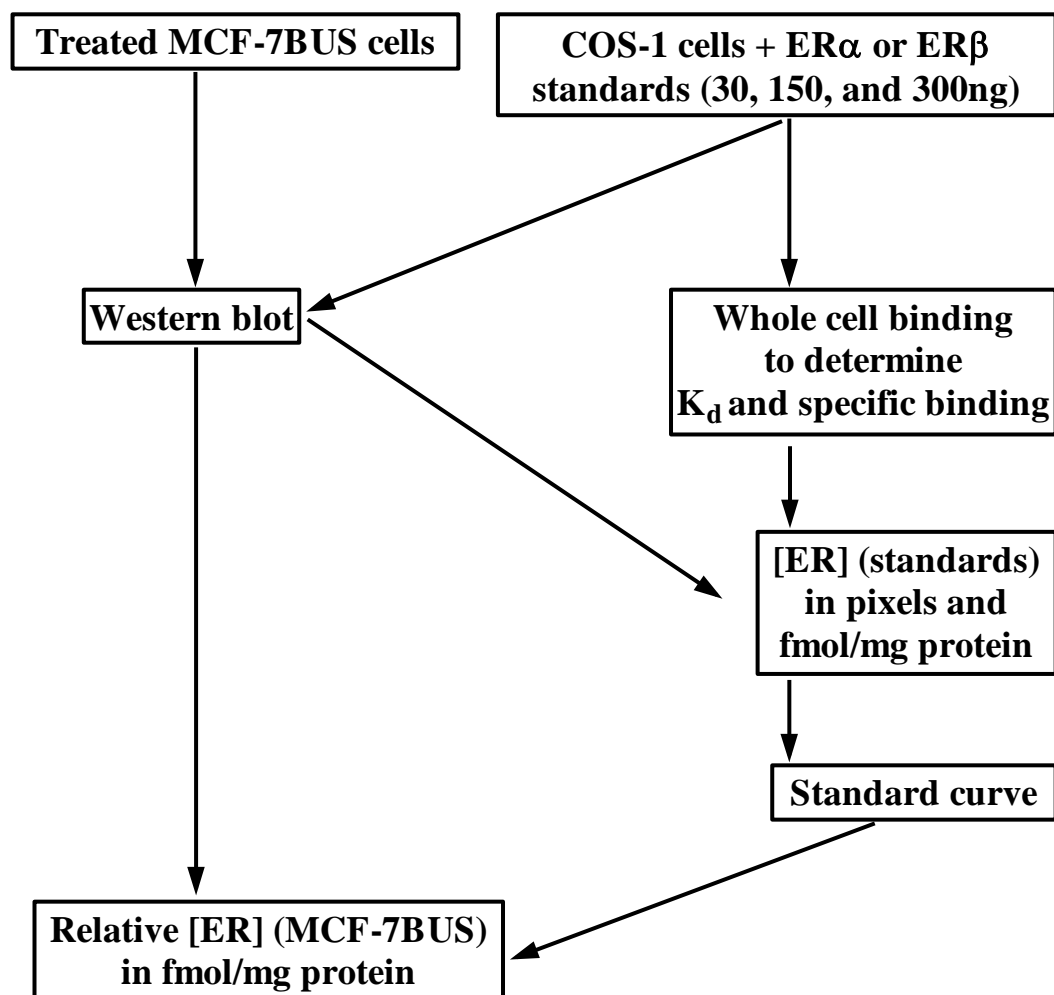 Treated MCF-7BUS cells
COS-1 cells + ERα or ERβ
standards (30, 150, and 300ng)
Western blot
Whole cell binding
to determine
Kd and specific binding
[ER] (standards)
in pixels and
fmol/mg protein
Standard curve
Relative [ER] (MCF-7BUS)
in fmol/mg protein